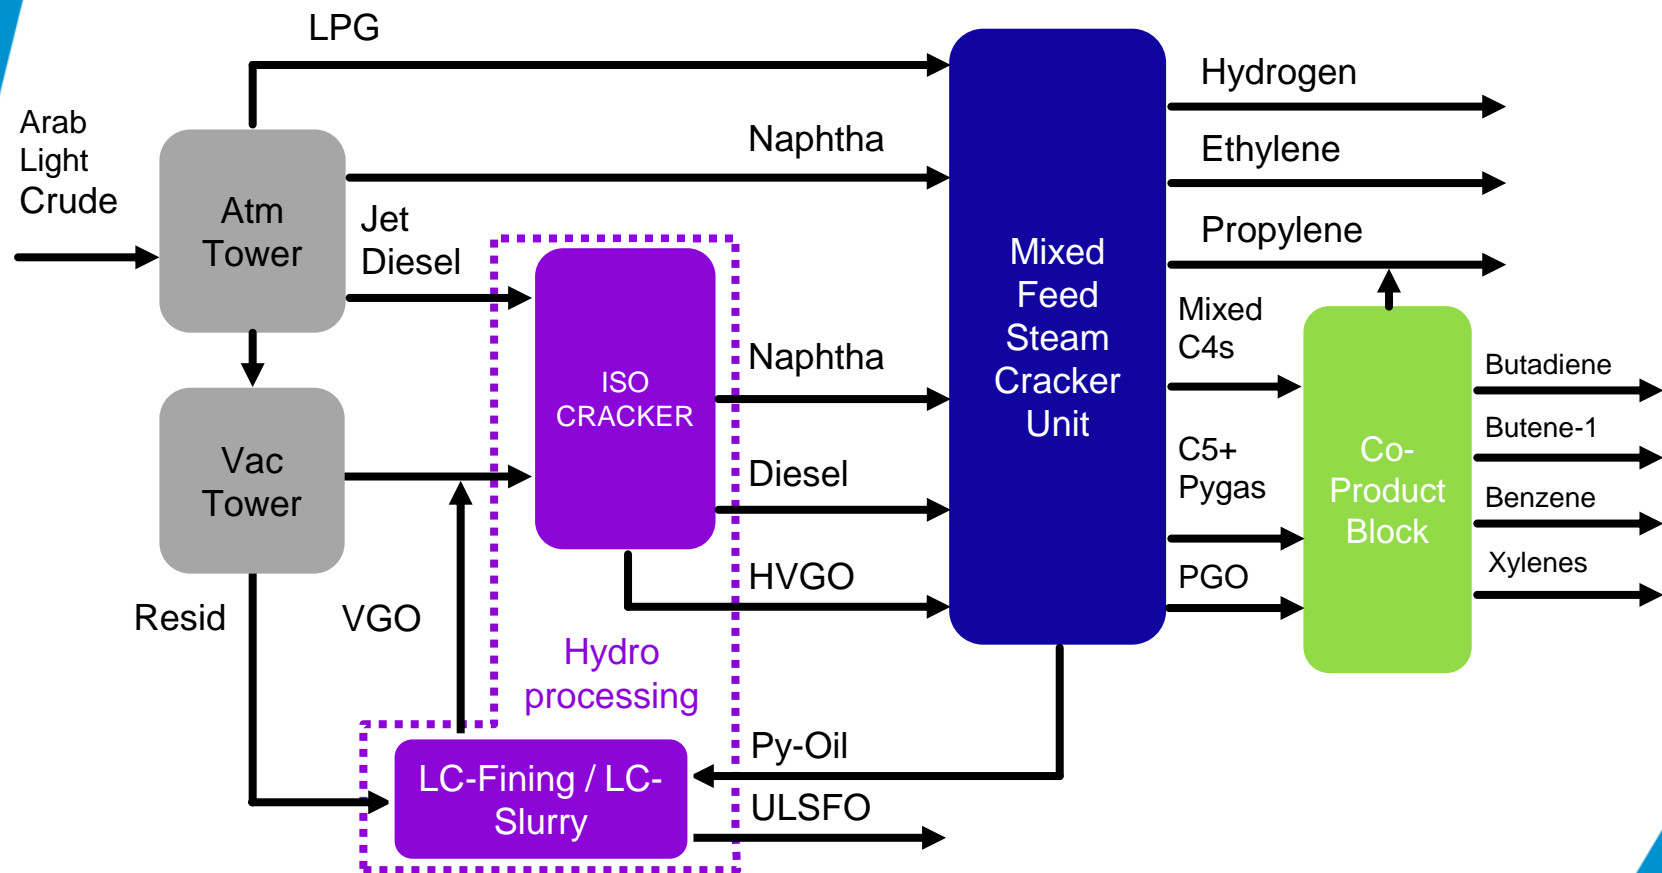 LPG
Arab
Light
Crude
Atm
Tower
Naphtha
Jet
Diesel
Vac
Tower
Resid
VGO
ISO
CRACKER
Naphtha
Diesel
HVGO
Hydro
processing
LC-Fining / LC-
Slurry
Py-Oil
ULSFO
Mixed
Feed
Steam
Cracker
Unit
Hydrogen
Ethylene
Propylene
Mixed
C4s
C5+
Pygas
PGO
Co-
Product
Block
Butadiene
Butene-1
Benzene
Xylenes